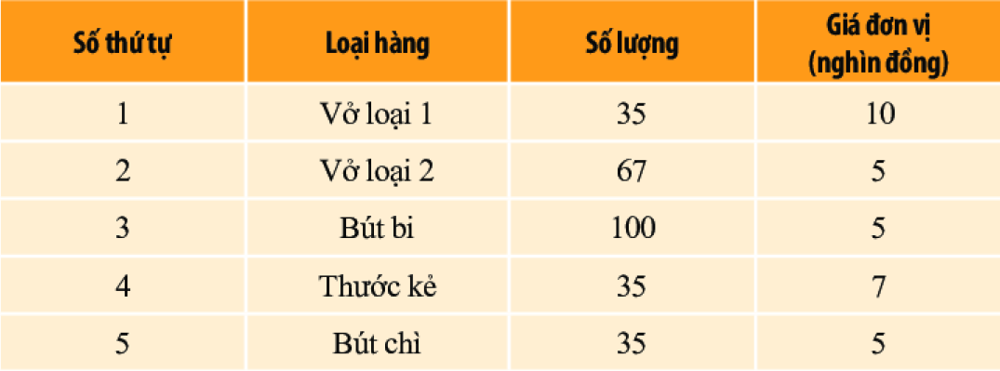 Số thứ tự Loại hàng Số lượng Giá đơn vị (nghìn đồng)
1 Vở loại 1 35 10
2 Vở loại 2 67 5
3 Bút bi 100 5
4 Thước kẻ 35 7
5 Bút chì 35 5